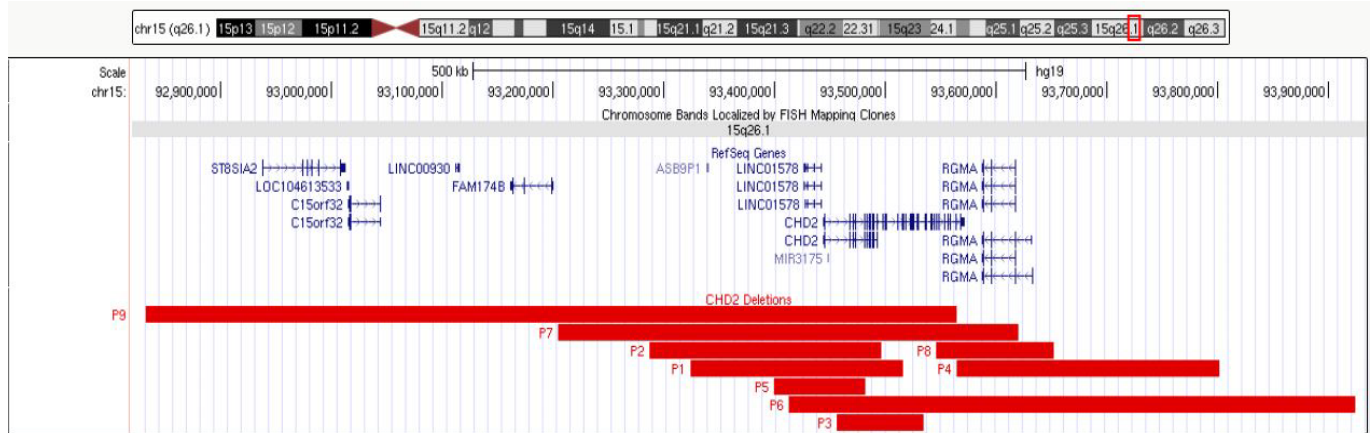 chr15 (q26.1) 15p13 15p12 15p11.2 15q11.2 q12 15q14 15.1 15q21.1 q21.2 15q21.3 q22.2 22.31 15q23 24.1 q25.1 q25.2 q25.3 15q26.1 q26.2 q26.3
Scale 500 kb hg19
chr15: 92,900,000 93,000,000 93,100,000 93,200,000 93,300,000 93,400,000 93,500,000 93,600,000 93,700,000 93,800,000 93,900,000
Chromosome Bands Localized by FISH Mapping Clones
15q26.1
RefSeq Genes
ST8SIA2 LINC00930 ASB9P1 LINC01578 RGMA
LOC104613533 FAM174B LINC01578 RGMA
C15orf32 LINC01578 RGMA
C15orf32 CHD2
CHD2 RGMA
MIR3175 RGMA
RGMA
CHD2 Deletions
P9
P7
P2 P8
P1 P4
P5
P6
P3